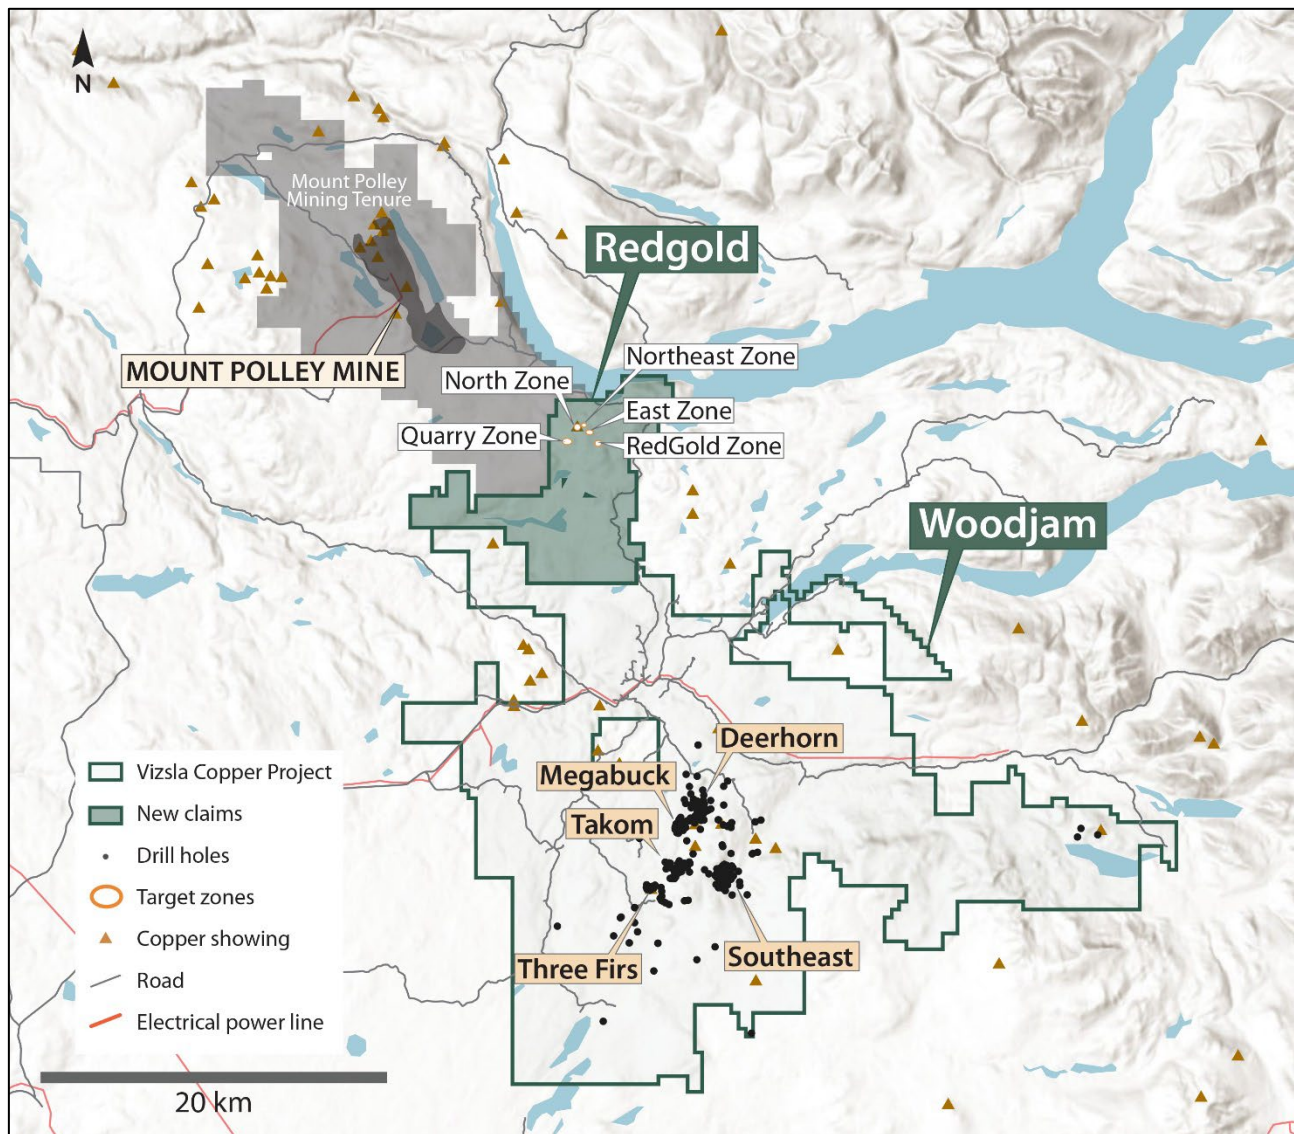 N
Mount Polley
Mining Tenure
Redgold
MOUNT POLLEY MINE
North Zone
Northeast Zone
East Zone
Quarry Zone
RedGold Zone
Woodjam
Deerhorn
Megabuck
Takom
Three Firs
Southeast
Vizsla Copper Project
New claims
Drill holes
Target zones
Copper showing
Road
Electrical power line
20 km